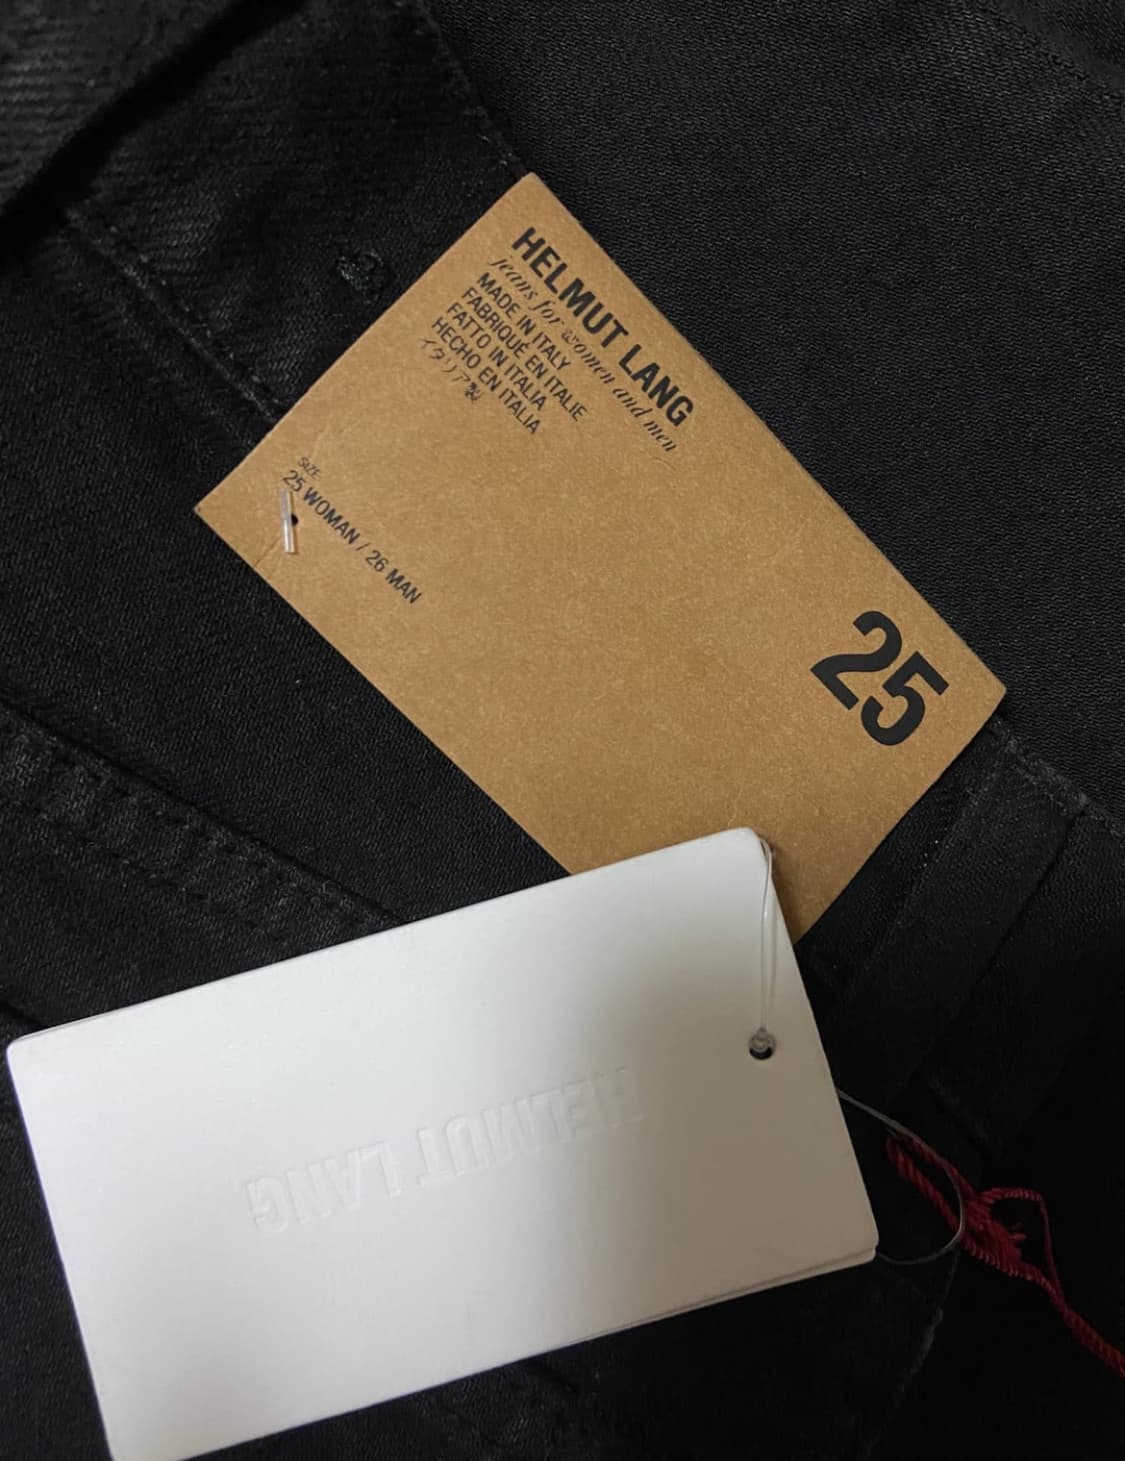 HELMUT LANG
jeans for women and men
MADE IN ITALY
FABRIQUÉ EN ITALIE
FATTO IN ITALIA
HECHO EN ITALIA
イタリア製
SIZE
25 WOMAN / 26 MAN
25
HELMUT LANG